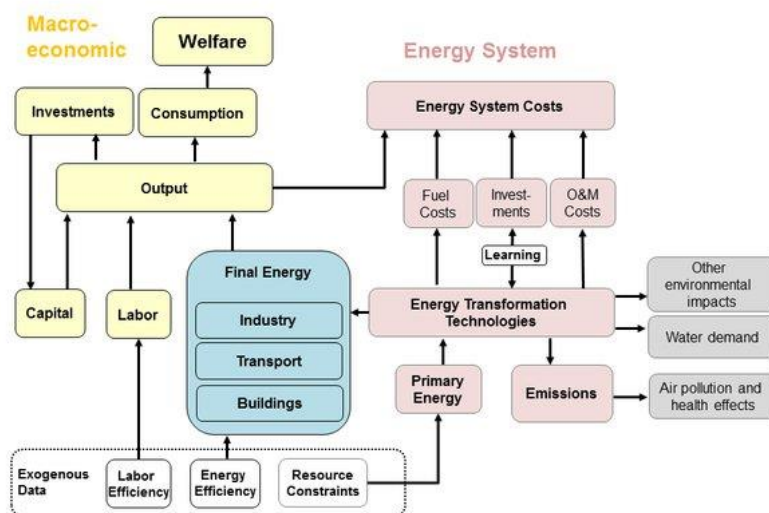 Macro-
economic
Welfare
Energy System
Investments
Consumption
Energy System Costs
Output
Fuel
Costs
Invest-
ments
O&M
Costs
Learning
Final Energy
Industry
Transport
Buildings
Capital
Labor
Energy Transformation
Technologies
Other
environmental
impacts
Water demand
Primary
Energy
Emissions
Air pollution and
health effects
Exogenous
Data
Labor
Efficiency
Energy
Efficiency
Resource
Constraints